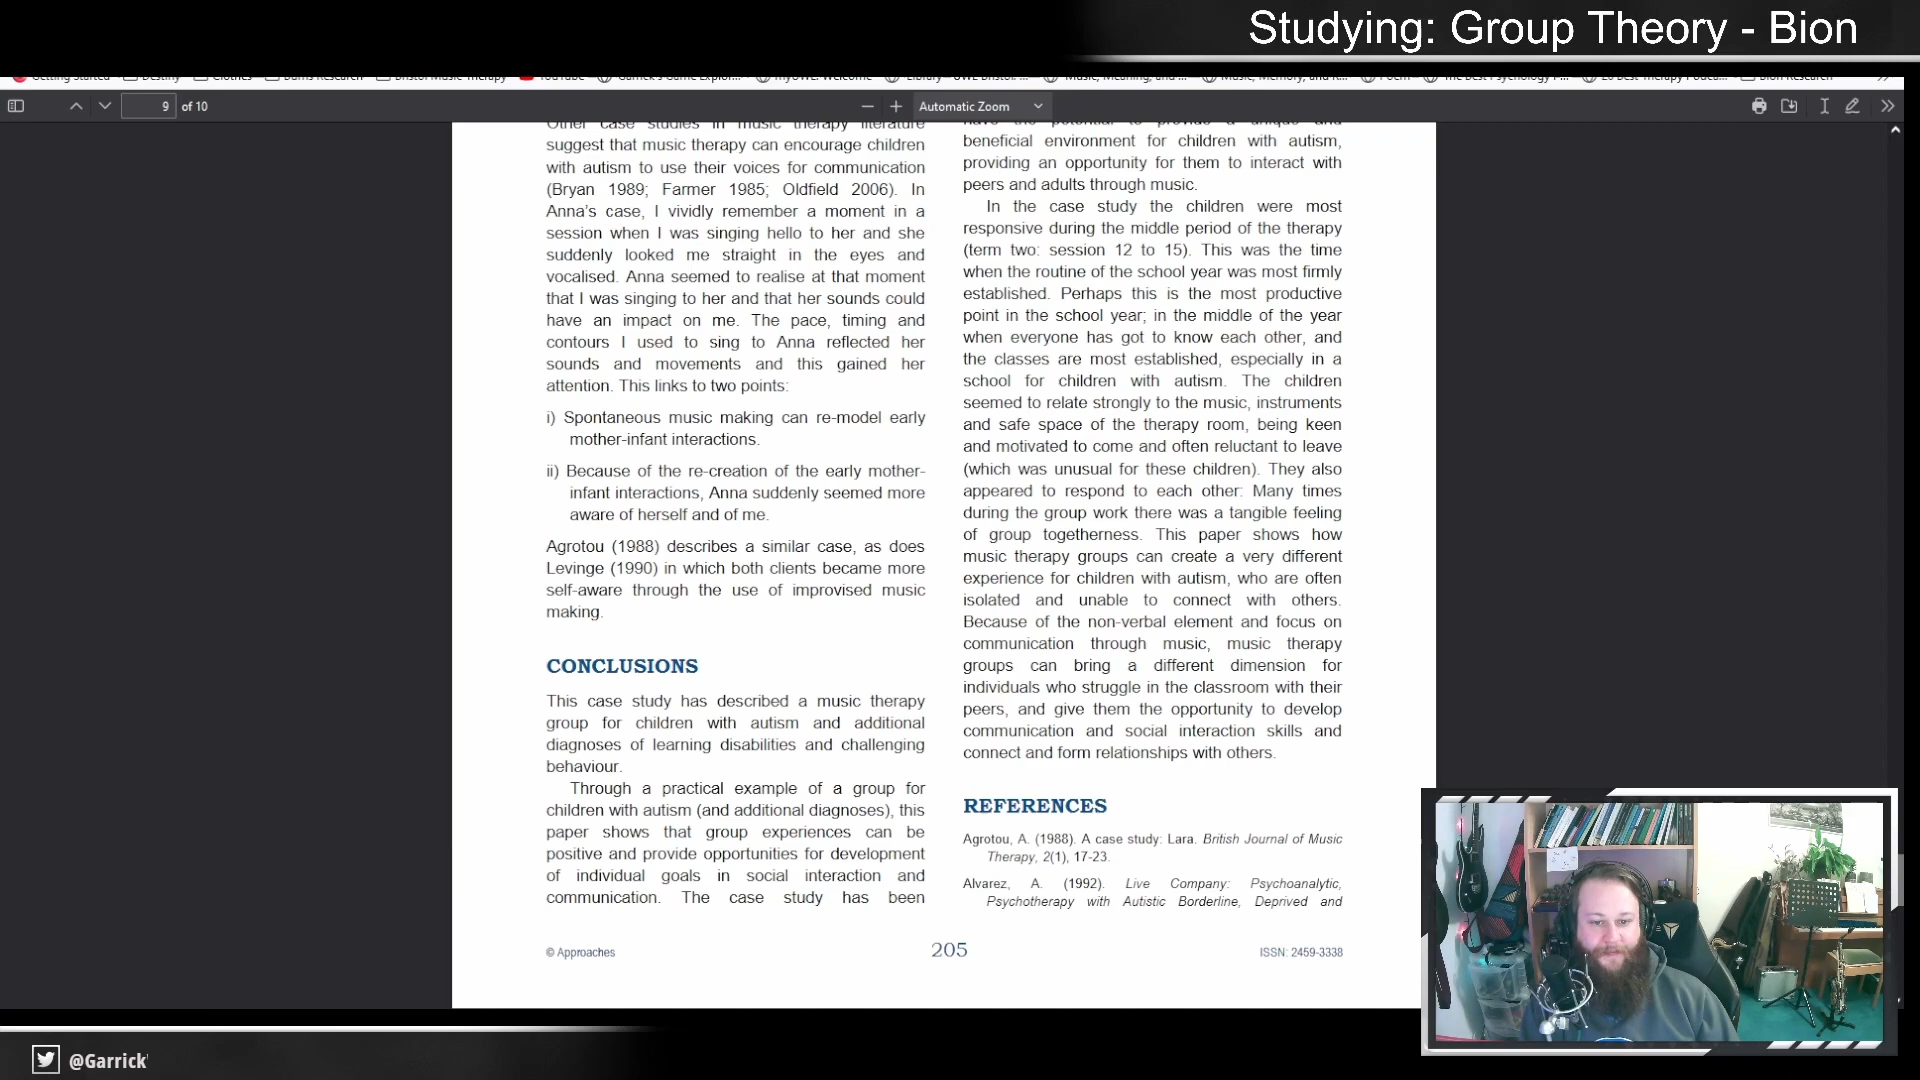 Studying: Group Theory - Bion
9 of 10
Automatic Zoom
Other case studies in music therapy literature
suggest that music therapy can encourage children
with autism to use their voices for communication
(Bryan 1989; Farmer 1985; Oldfield 2006). In
Anna's case, I vividly remember a moment in a
session when I was singing hello to her and she
suddenly looked me straight in the eyes and
vocalised. Anna seemed to realise at that moment
that I was singing to her and that her sounds could
have an impact on me. The pace, timing and
contours I used to sing to Anna reflected her
sounds and movements and this gained her
attention. This links to two points:
i) Spontaneous music making can re-model early
mother-infant interactions.
ii) Because of the re-creation of the early mother-
infant interactions, Anna suddenly seemed more
aware of herself and of me.
Agrotou (1988) describes a similar case, as does
Levinge (1990) in which both clients became more
self-aware through the use of improvised music
making.
CONCLUSIONS
This case study has described a music therapy
group for children with autism and additional
diagnoses of learning disabilities and challenging
behaviour.
Through a practical example of a group for
children with autism (and additional diagnoses), this
paper shows that group experiences can be
positive and provide opportunities for development
of individual goals in social interaction and
communication. The case study has been
have the potential to provide a unique and
beneficial environment for children with autism,
providing an opportunity for them to interact with
peers and adults through music.
In the case study the children were most
responsive during the middle period of the therapy
(term two: session 12 to 15). This was the time
when the routine of the school year was most firmly
established. Perhaps this is the most productive
point in the school year; in the middle of the year
when everyone has got to know each other, and
the classes are most established, especially in a
school for children with autism. The children
seemed to relate strongly to the music, instruments
and safe space of the therapy room, being keen
and motivated to come and often reluctant to leave
(which was unusual for these children). They also
appeared to respond to each other: Many times
during the group work there was a tangible feeling
of group togetherness. This paper shows how
music therapy groups can create a very different
experience for children with autism, who are often
isolated and unable to connect with others.
Because of the non-verbal element and focus on
communication through music, music therapy
groups can bring a different dimension for
individuals who struggle in the classroom with their
peers, and give them the opportunity to develop
communication and social interaction skills and
connect and form relationships with others.
REFERENCES
Agrotou, A. (1988). A case study: Lara. British Journal of Music
Therapy, 2(1), 17-23.
Alvarez, A. (1992). Live Company: Psychoanalytic,
Psychotherapy with Autistic Borderline, Deprived and
© Approaches
205
ISSN: 2459-3338
@Garrick